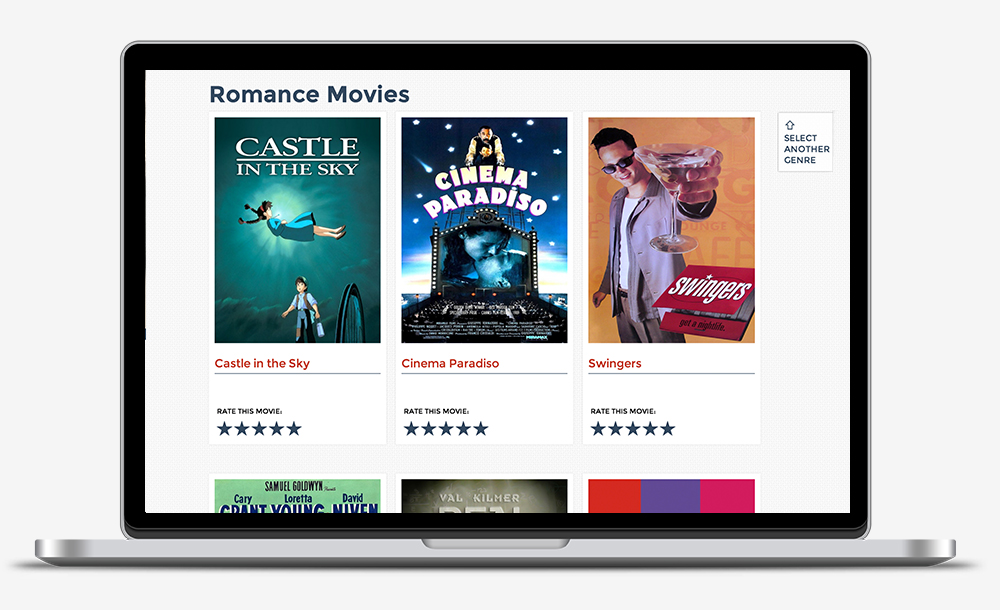 Romance Movies
SELECT
ANOTHER
GENRE
CASTLE
IN THE SKY
CINEMA
PARADISO
MIRAMAX
LOUNGE
swingers
get a nightlife.
Castle in the Sky
Cinema Paradiso
Swingers
RATE THIS MOVIE:
RATE THIS MOVIE:
RATE THIS MOVIE:
SAMUEL GOLDWYN
Cary Loretta David
GRANT YOUNG NIVEN
VAL KILMER